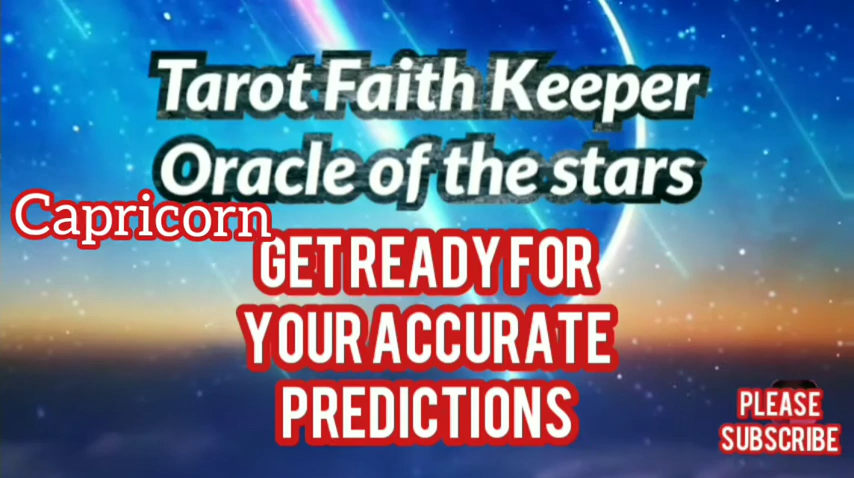 Tarot Faith Keeper
Oracle of the stars
Capricorn
GET READY FOR
YOUR ACCURATE
PREDICTIONS
PLEASE
SUBSCRIBE